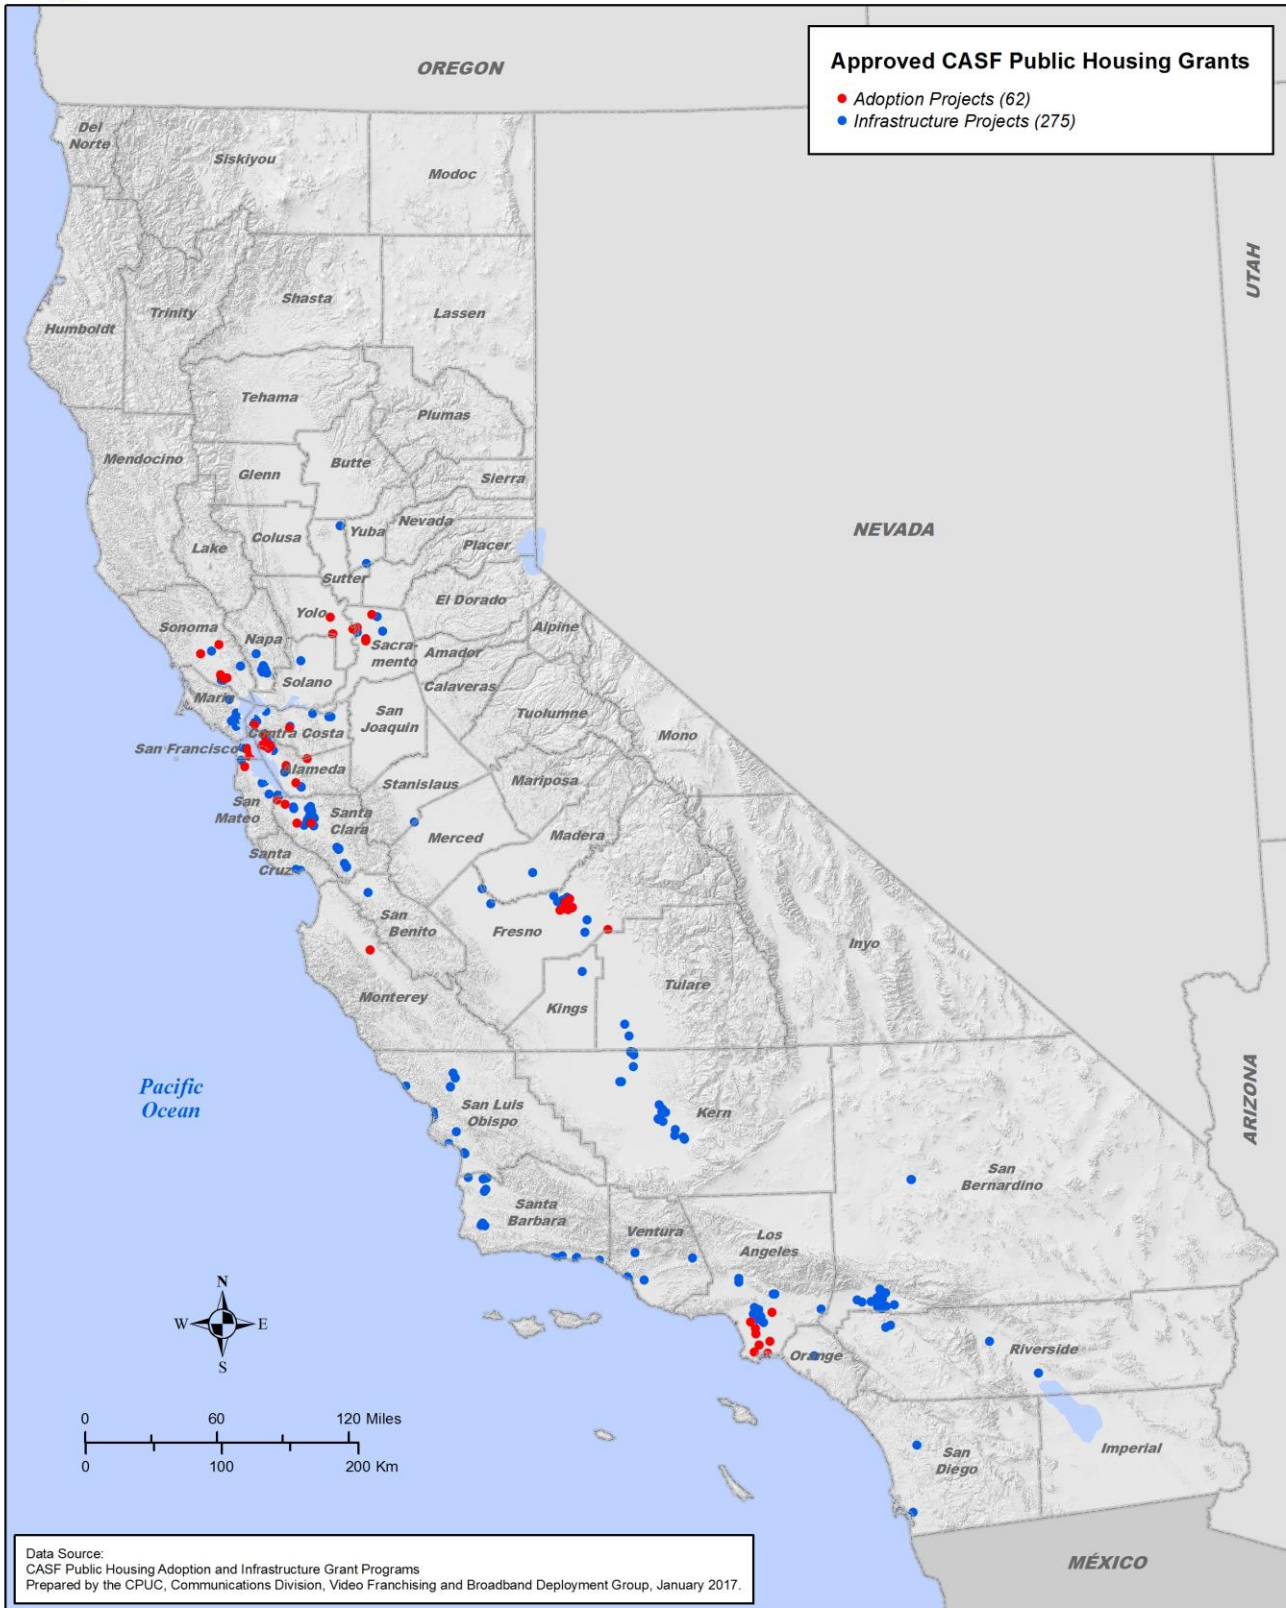 Approved CASF Public Housing Grants
Adoption Projects (62)
Infrastructure Projects (275)
OREGON
Del
Norte
Siskiyou
Modoc
UTAH
Shasta
Trinity
Lassen
Humboldt
Tehama
Plumas
Mendocino
Butte
Glenn
Sierra
Nevada
Yuba
Colusa
Lake
Placer
NEVADA
Sutter
El Dorado
Yolo
Sonoma
Napa
Alpine
Sacra-
mento
Amador
Solano
Calaveras
Marin
San
Joaquin
Tuolumne
Contra Costa
Mono
San Francisco
Alameda
Stanislaus
Mariposa
San
Mateo
Santa
Clara
Merced
Madera
Santa
Cruz
San
Benito
Fresno
Inyo
Tulare
Monterey
Kings
Pacific
Ocean
San Luis
Obispo
Kern
ARIZONA
San
Bernardino
Santa
Barbara
Ventura
Los
Angeles
N
W E
S
Orange
Riverside
0 60 120 Miles
0 100 200 Km
San
Diego
Imperial
MÉXICO
Data Source:
CASF Public Housing Adoption and Infrastructure Grant Programs
Prepared by the CPUC, Communications Division, Video Franchising and Broadband Deployment Group, January 2017.